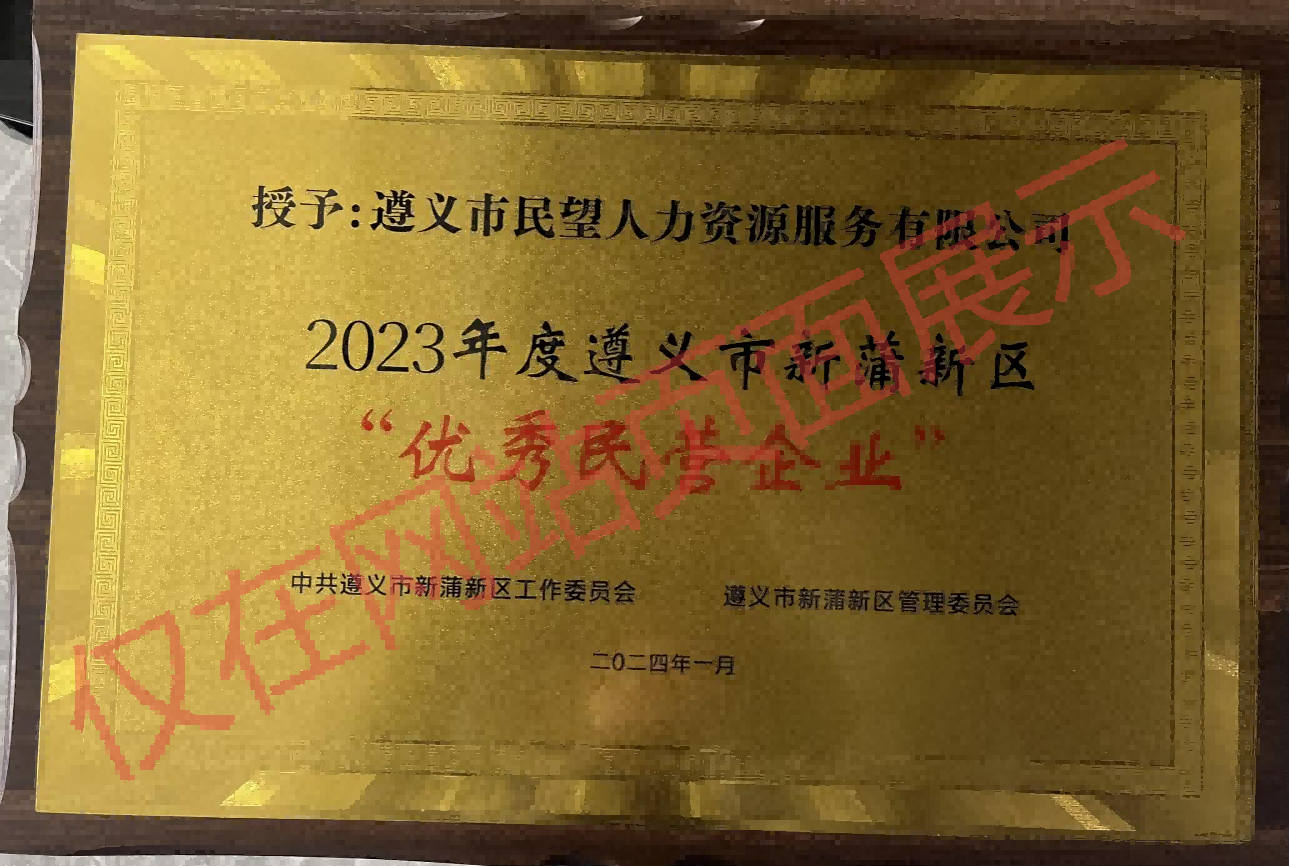 授予:遵义市民望人力资源服务有限公司
2023年度遵义市新蒲新区
“优秀民营企业”
中共遵义市新蒲新区工作委员会 遵义市新蒲新区管理委员会
二〇二四年一月
仅在网站页面展示